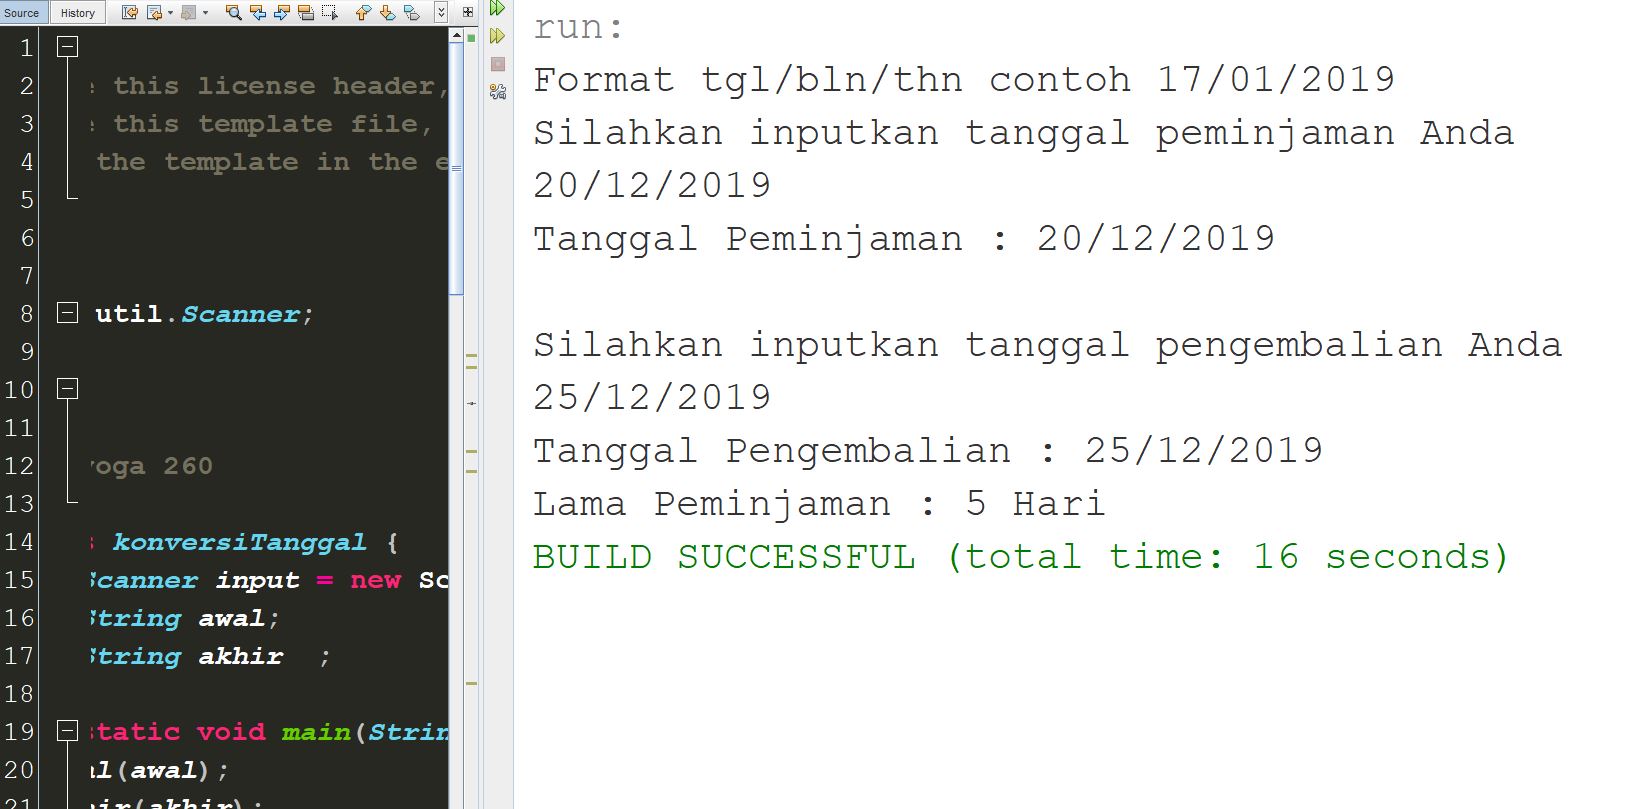 Source History
1
2 this license header,
3 this template file,
4 the template in the
5
6
7
8 util.Scanner;
9
10
11
12 yoga 260
13
14 konversiTanggal {
15 Scanner input = new Sc
16 String awal;
17 String akhir ;
18
19 static void main(Strin
20 al(awal);
21 hir(akhir);
run:
Format tgl/bln/thn contoh 17/01/2019
Silahkan inputkan tanggal peminjaman Anda
20/12/2019
Tanggal Peminjaman : 20/12/2019
Silahkan inputkan tanggal pengembalian Anda
25/12/2019
Tanggal Pengembalian : 25/12/2019
Lama Peminjaman : 5 Hari
BUILD SUCCESSFUL (total time: 16 seconds)